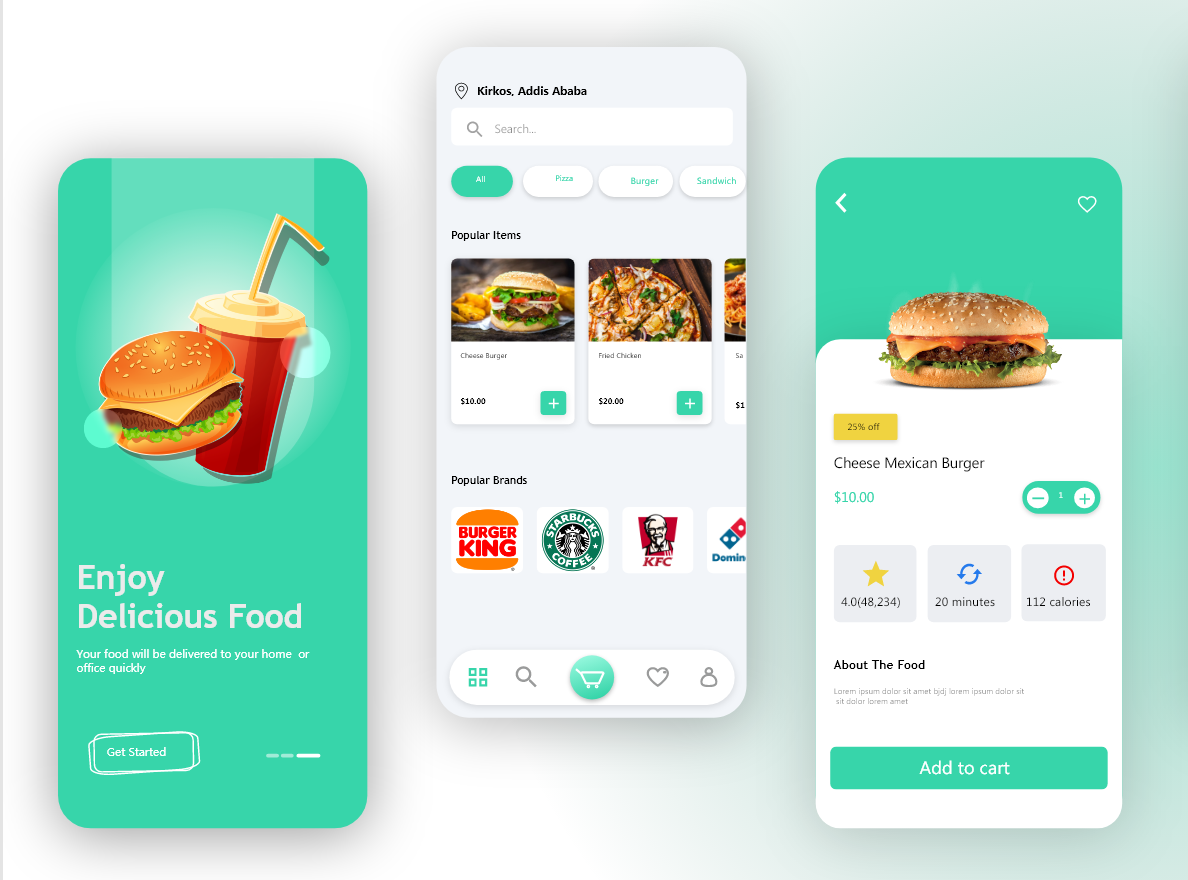 Enjoy
Delicious Food
Your food will be delivered to your home or
office quickly
Get Started
Kirkos, Addis Ababa
Search...
All
Pizza
Burger
Sandwich
Popular Items
Cheese Burger
Fried Chicken
Sa
$10.00
$20.00
$1
Popular Brands
BURGER
KING
STARBUCKS
COFFEE
KFC
Domin
25% off
Cheese Mexican Burger
$10.00
1
4.0(48,234)
20 minutes
112 calories
About The Food
Lorem ipsum dolor sit amet bjdj lorem ipsum dolor sit
sit dolor lorem amet
Add to cart